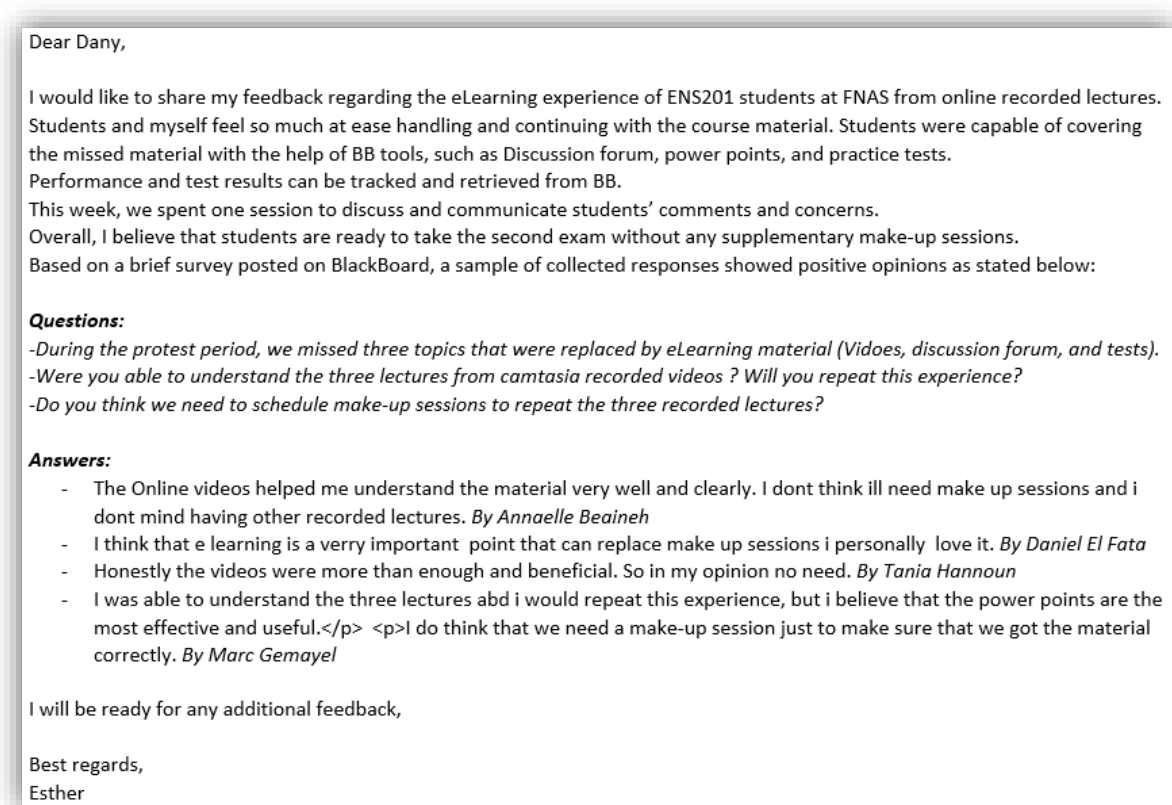 Dear Dany,
I would like to share my feedback regarding the eLearning experience of ENS201 students at FNAS from online recorded lectures.
Students and myself feel so much at ease handling and continuing with the course material. Students were capable of covering
the missed material with the help of BB tools, such as Discussion forum, power points, and practice tests.
Performance and test results can be tracked and retrieved from BB.
This week, we spent one session to discuss and communicate students’ comments and concerns.
Overall, I believe that students are ready to take the second exam without any supplementary make-up sessions.
Based on a brief survey posted on BlackBoard, a sample of collected responses showed positive opinions as stated below:
Questions:
-During the protest period, we missed three topics that were replaced by eLearning material (Vidoes, discussion forum, and tests).
-Were you able to understand the three lectures from camtasia recorded videos ? Will you repeat this experience?
-Do you think we need to schedule make-up sessions to repeat the three recorded lectures?
Answers:
- The Online videos helped me understand the material very well and clearly. I dont think ill need make up sessions and i
dont mind having other recorded lectures. By Annaelle Beaineh
- I think that e learning is a verry important  point that can replace make up sessions i personally  love it. By Daniel El Fata
- Honestly the videos were more than enough and beneficial. So in my opinion no need. By Tania Hannoun
- I was able to understand the three lectures abd i would repeat this experience, but i believe that the power points are the
most effective and useful.</p>  <p>I do think that we need a make-up session just to make sure that we got the material
correctly. By Marc Gemayel
I will be ready for any additional feedback,
Best regards,
Esther